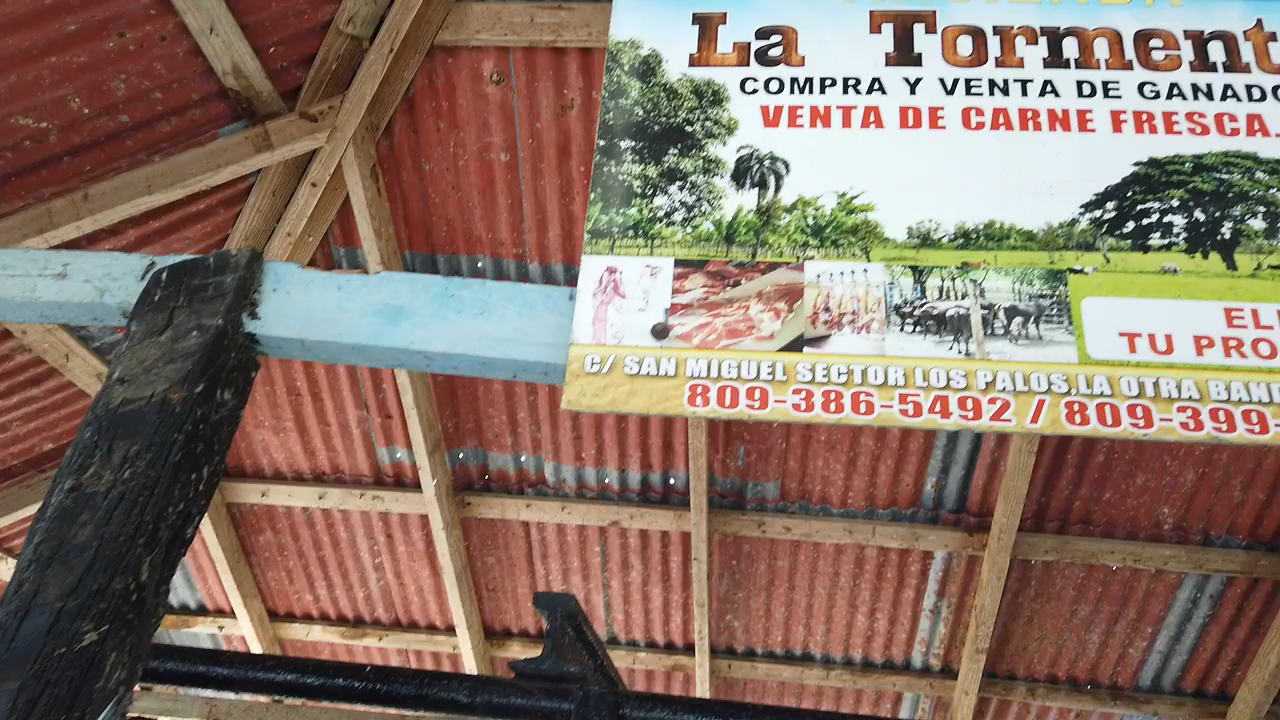 La Torment
COMPRA Y VENTA DE GANADO
VENTA DE CARNE FRESCA.
ELI
TU PRO
C/ SAN MIGUEL SECTOR LOS PALOS,LA OTRA BAND
809-386-5492 / 809-399-